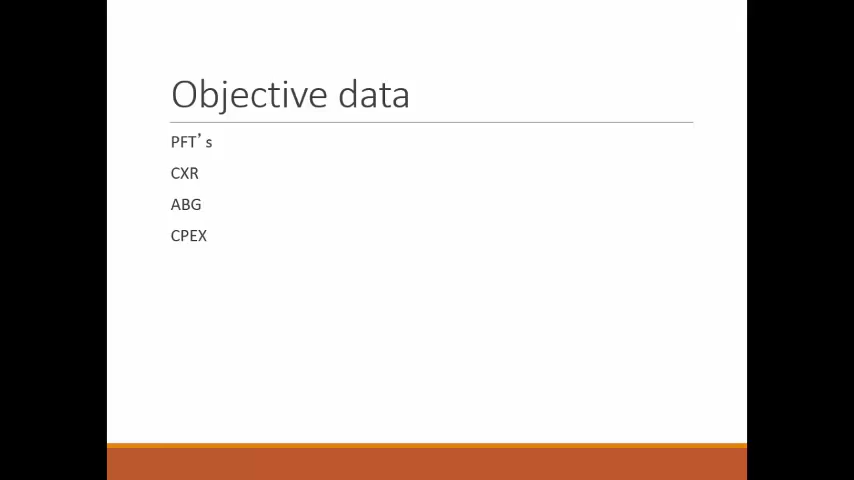 Objective data
PFT’s
CXR
ABG
CPEX